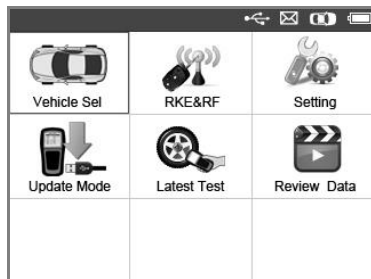 Vehicle Sel
RKE&RF
Setting
Update Mode
Latest Test
Review Data